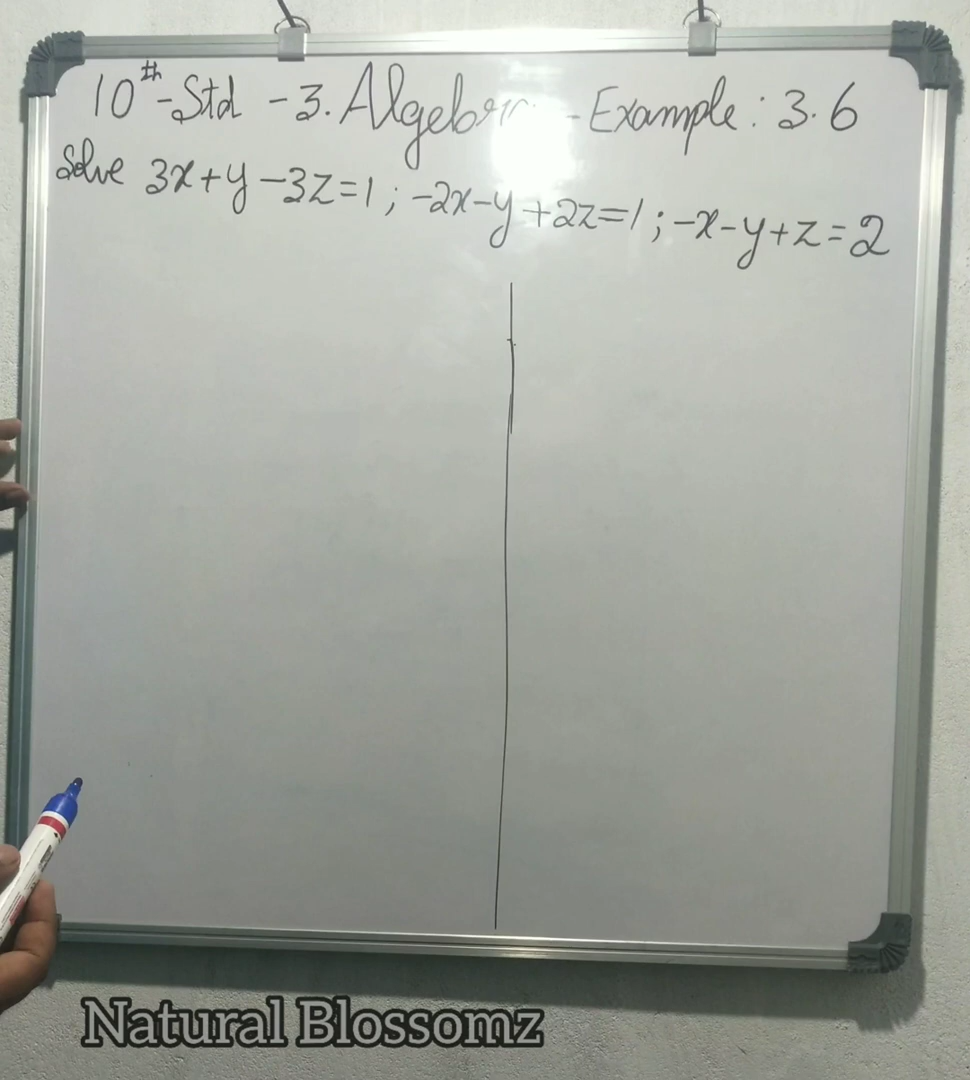 10th-Std - 3. Algebra - Example: 3.6
Solve 3x+y-3z=1; -2x-y+2z=1; -x-y+z=2
Natural Blossomz